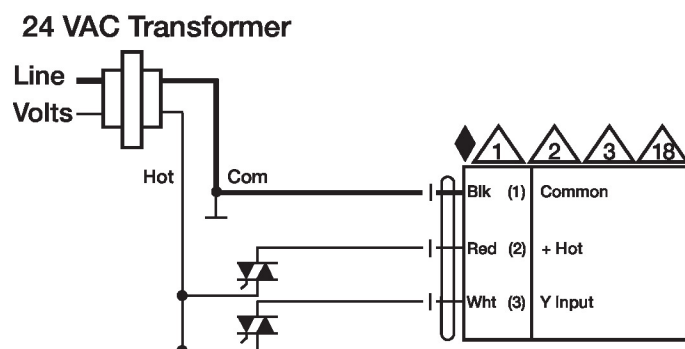 24 VAC Transformer
Line
Volts
1 2 3 18
Hot Com
Blk (1) Common
Red (2) + Hot
Wht (3) Y Input